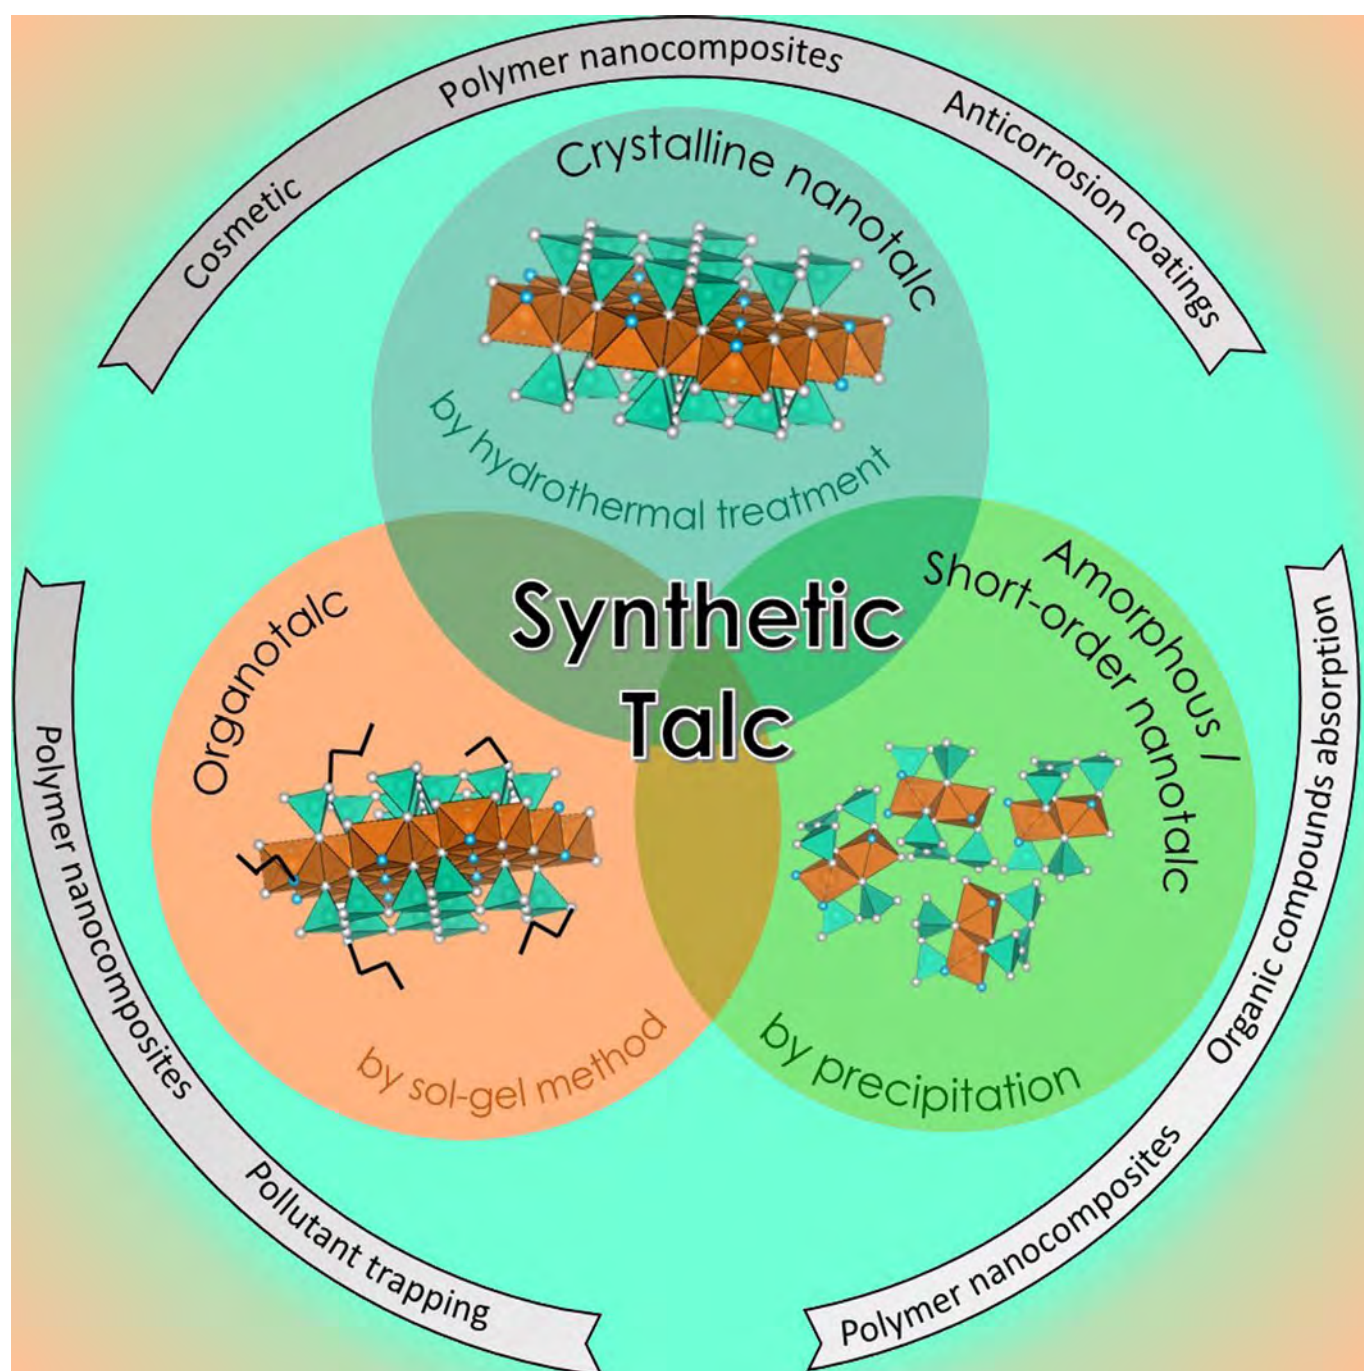 Cosmetic
Polymer nanocomposites
Anticorrosion coatings
Crystalline nanotalc
by hydrothermal treatment
Synthetic
Talc
Organotalc
by sol-gel method
Amorphous /
Short-order nanotalc
by precipitation
Polymer nanocomposites
Pollutant trapping
Polymer nanocomposites
Organic compounds absorption